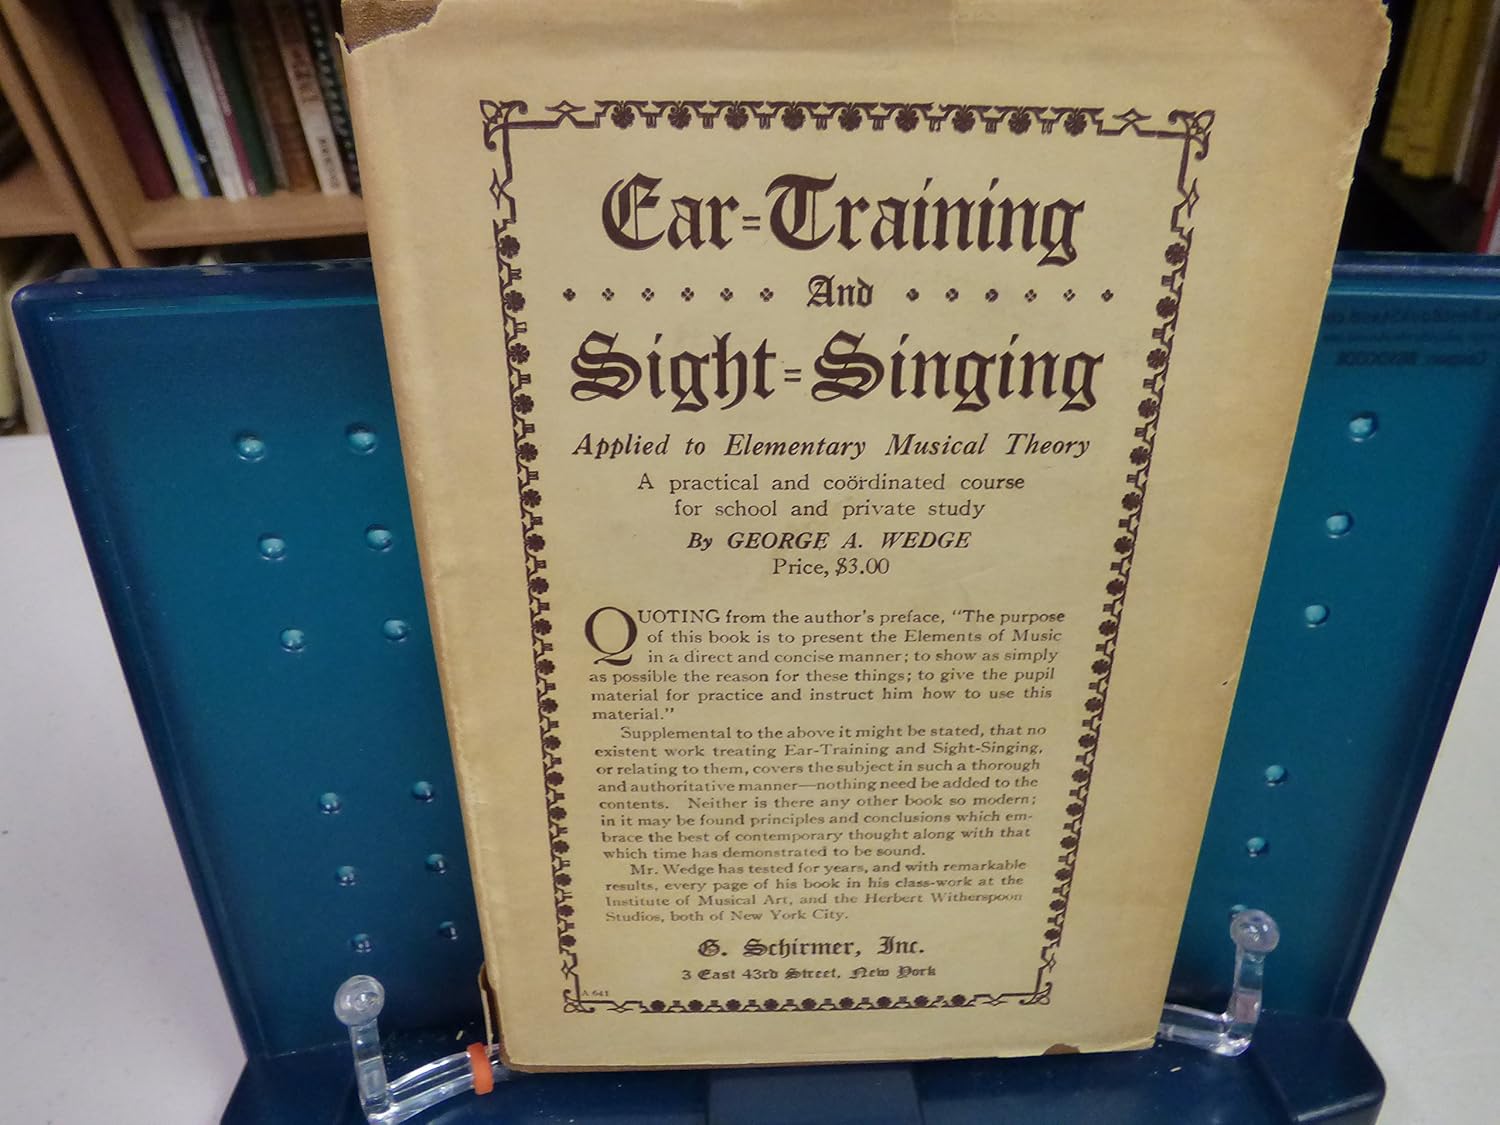 Ear=Training
And
Sight=Singing
Applied to Elementary Musical Theory
A practical and coördinated course
for school and private study
By GEORGE A. WEDGE
Price, $3.00
QUOTING from the author's preface, "The purpose
of this book is to present the Elements of Music
in a direct and concise manner; to show as simply
as possible the reason for these things; to give the pupil
material for practice and instruct him how to use this
material."
Supplemental to the above it might be stated, that no
existent work treating Ear-Training and Sight-Singing,
or relating to them, covers the subject in such a thorough
and authoritative manner—nothing need be added to the
contents. Neither is there any other book so modern;
in it may be found principles and conclusions which em-
brace the best of contemporary thought along with that
which time has demonstrated to be sound.
Mr. Wedge has tested for years, and with remarkable
results, every page of his book in his class-work at the
Institute of Musical Art, and the Herbert Witherspoon
Studios, both of New York City.
G. Schirmer, Inc.
3 East 43rd Street, New York
A 641